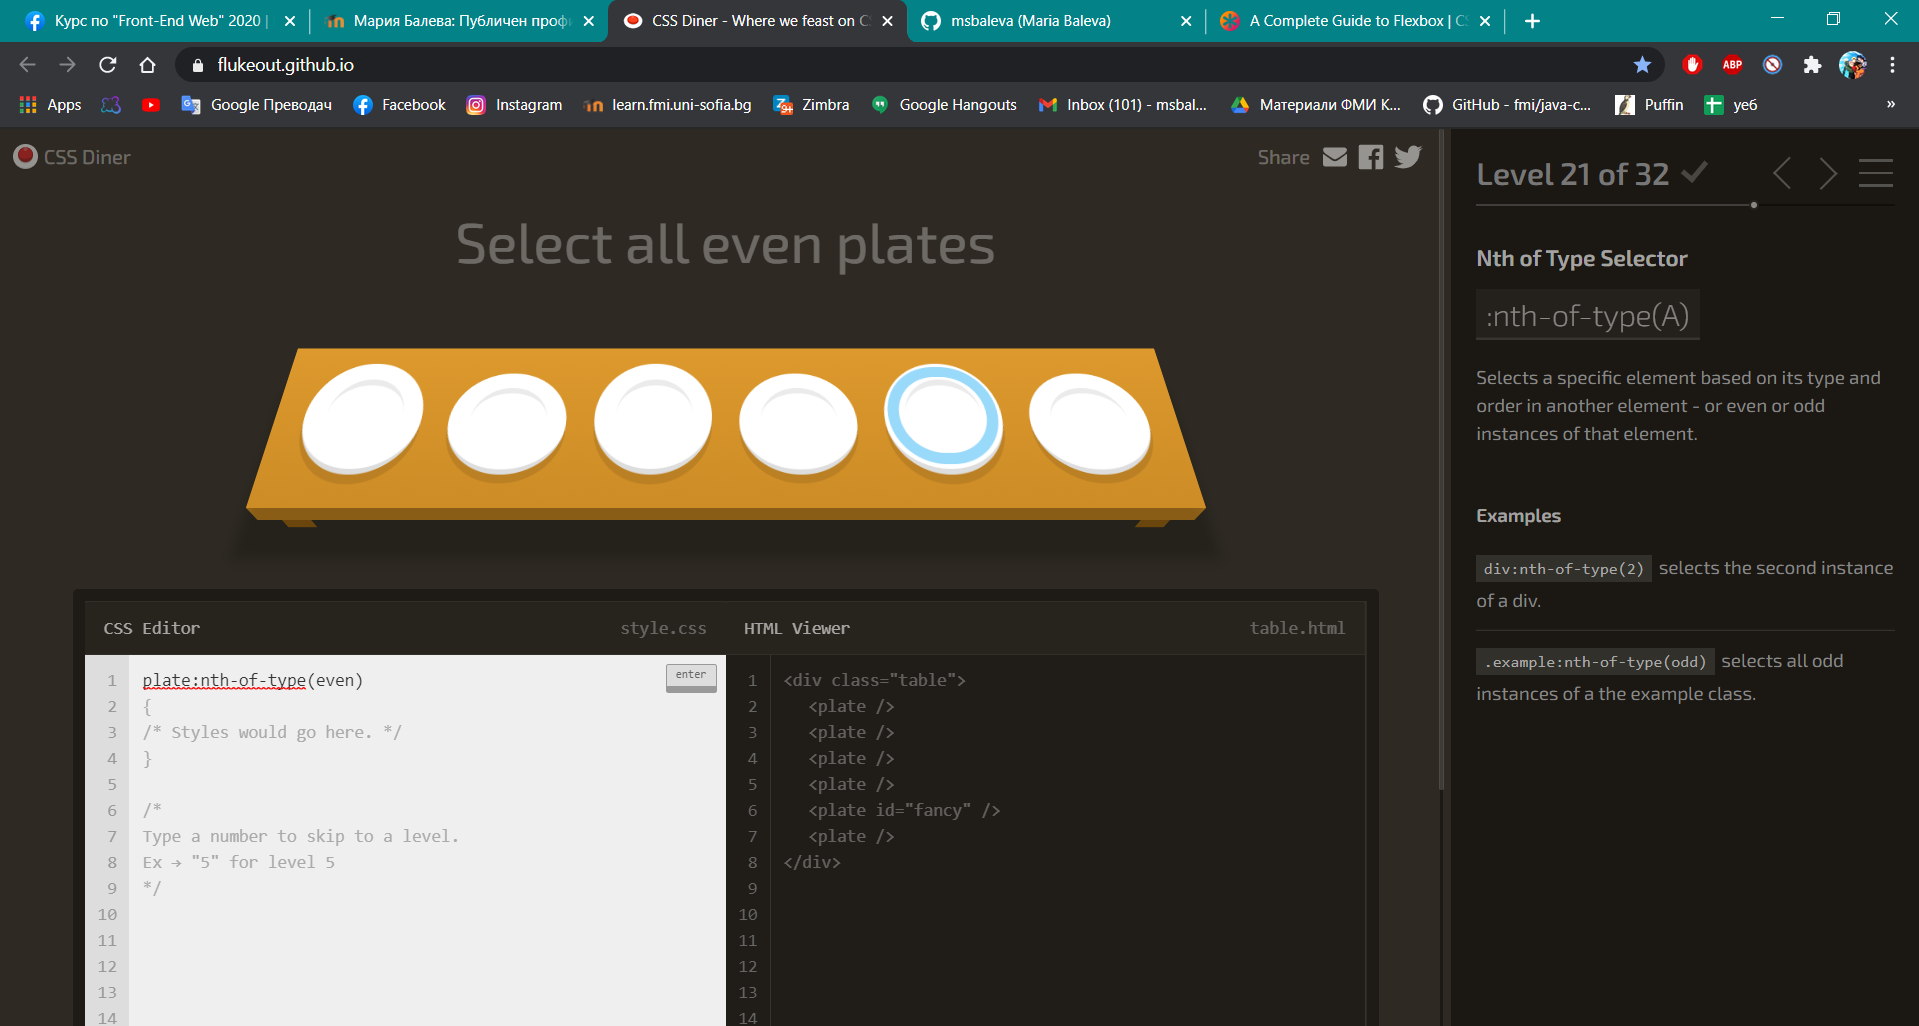 Курс по "Front-End Web" 2020 |
Мария Балева: Публичен проф
CSS Diner - Where we feast on C
msbaleva (Maria Baleva)
A Complete Guide to Flexbox | C
flukeout.github.io
ABP
Apps
Google Преводач
Facebook
Instagram
learn.fmi.uni-sofia.bg
Zimbra
Google Hangouts
Inbox (101) - msbal...
Материали ФМИ К...
GitHub - fmi/java-c...
Puffin
уеб
»
CSS Diner
Share
Select all even plates
CSS Editor
style.css
1 plate:nth-of-type(even)
enter
2 {
3 /* Styles would go here. */
4 }
5
6 /*
7 Type a number to skip to a level.
8 Ex → "5" for level 5
9 */
10
11
12
13
14
HTML Viewer
table.html
1 <div class="table">
2 <plate />
3 <plate />
4 <plate />
5 <plate />
6 <plate id="fancy" />
7 <plate />
8 </div>
9
10
11
12
13
14
Level 21 of 32
Nth of Type Selector
:nth-of-type(A)
Selects a specific element based on its type and
order in another element - or even or odd
instances of that element.
Examples
div:nth-of-type(2) selects the second instance
of a div.
.example:nth-of-type(odd) selects all odd
instances of a the example class.